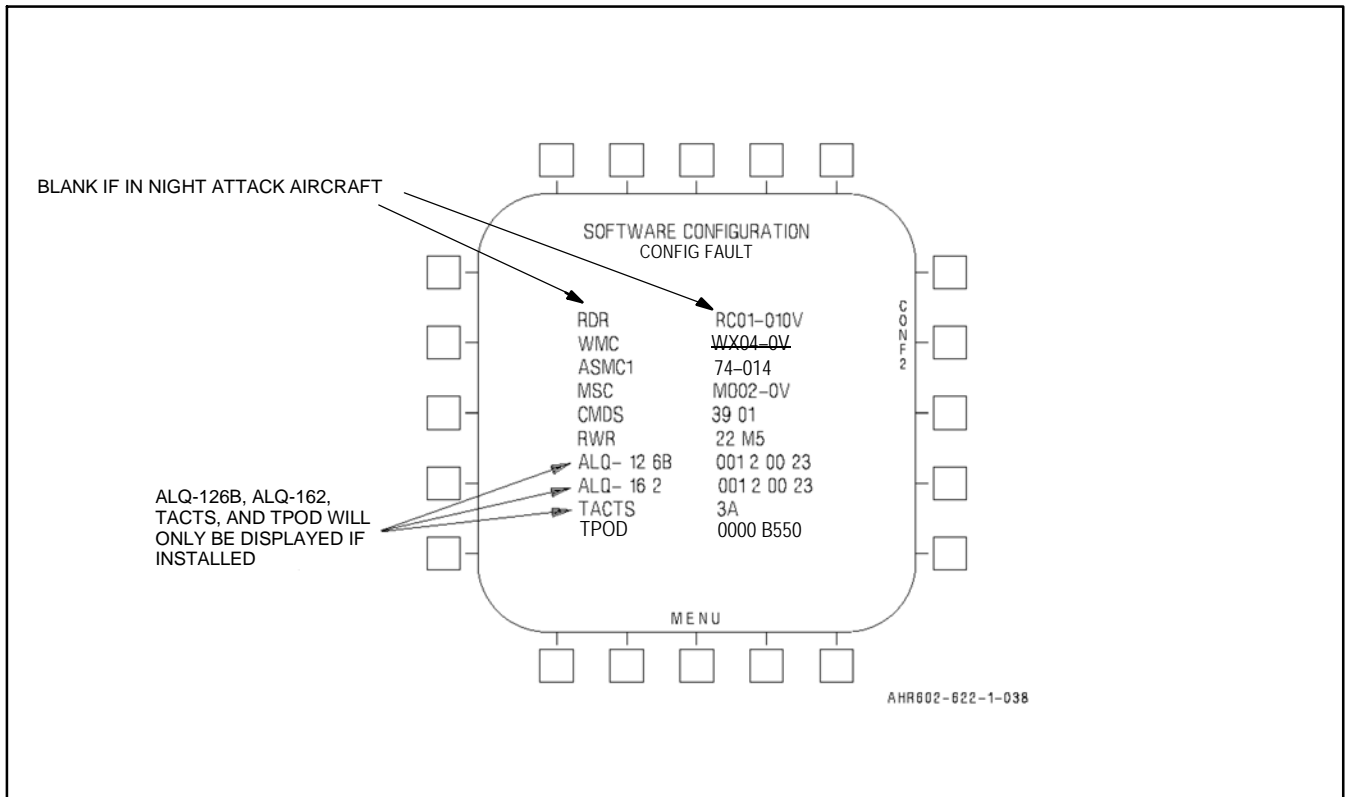 BLANK IF IN NIGHT ATTACK AIRCRAFT
SOFTWARE CONFIGURATION
CONFIG FAULT
RDR RC01-010V
WMC WX04-0V
ASMC1 74-014
MSC M002-0V
CMDS 39 01
RWR 22 M5
ALQ- 12 6B 001 2 00 23
ALQ- 16 2 001 2 00 23
TACTS 3A
TPOD 0000 B550
CONF2
ALQ-126B, ALQ-162,
TACTS, AND TPOD WILL
ONLY BE DISPLAYED IF
INSTALLED
MENU
AHR602-622-1-038